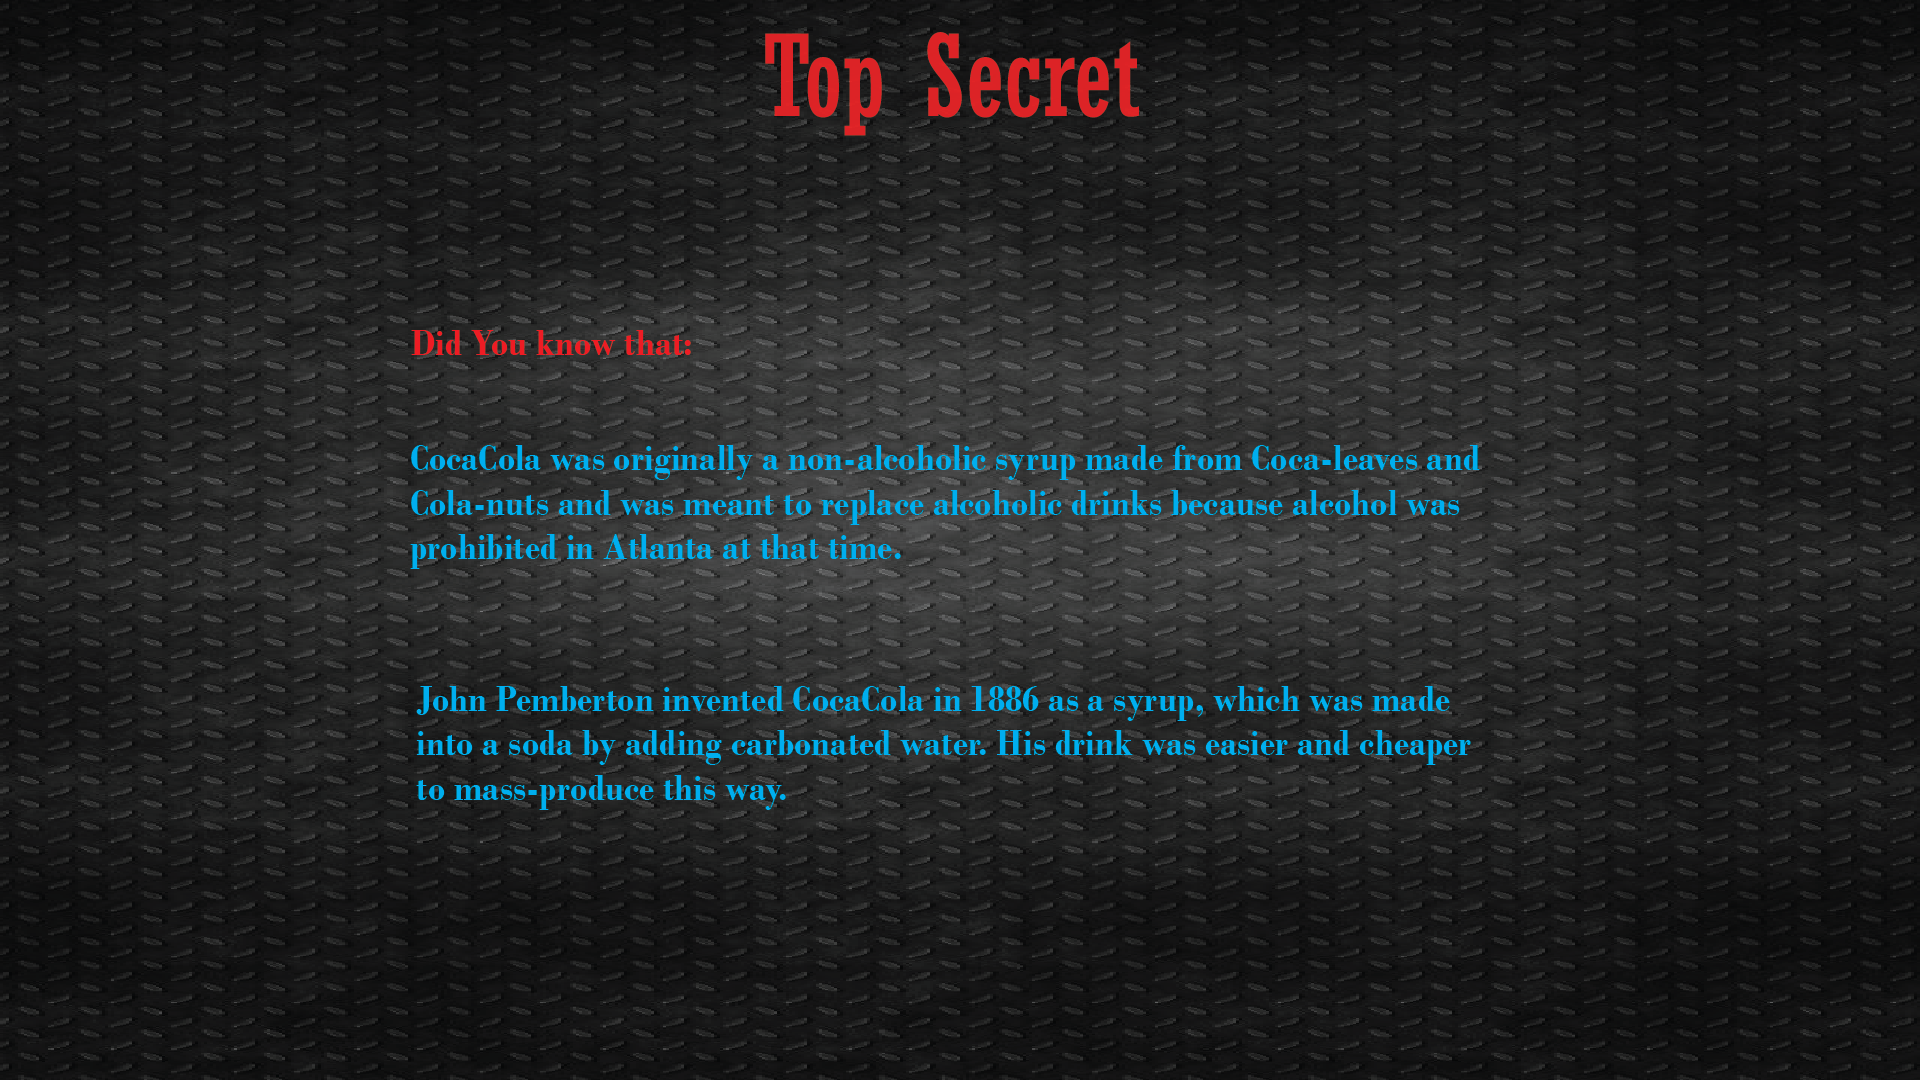 Top Secret
Did You know that:
CocaCola was originally a non-alcoholic syrup made from Coca-leaves and
Cola-nuts and was meant to replace alcoholic drinks because alcohol was
prohibited in Atlanta at that time.
John Pemberton invented CocaCola in 1886 as a syrup, which was made
into a soda by adding carbonated water. His drink was easier and cheaper
to mass-produce this way.